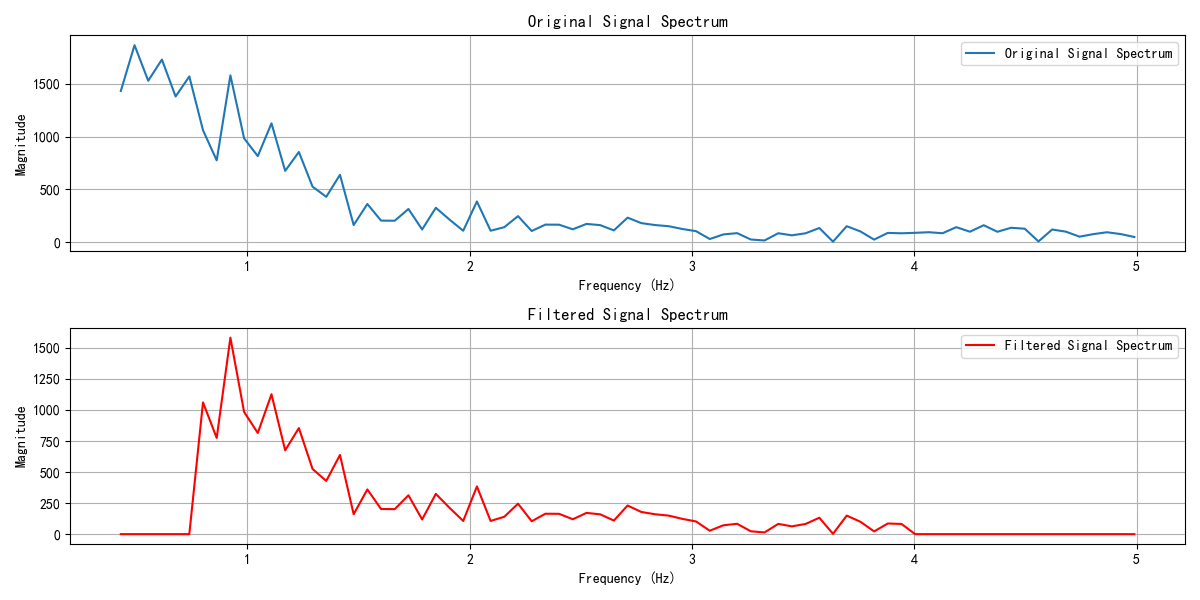 Original Signal Spectrum
Original Signal Spectrum
Magnitude
1500
1000
500
0
1 2 3 4 5
Frequency (Hz)
Filtered Signal Spectrum
Filtered Signal Spectrum
Magnitude
1500
1250
1000
750
500
250
0
1 2 3 4 5
Frequency (Hz)